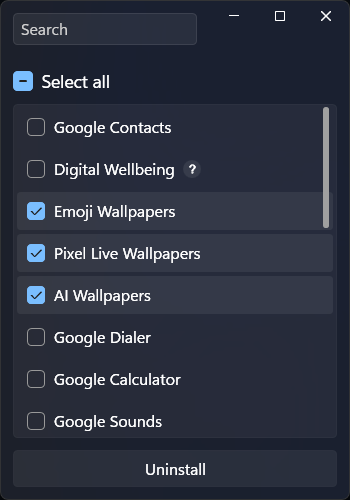 Search
Select all
Google Contacts
Digital Wellbeing ?
Emoji Wallpapers
Pixel Live Wallpapers
AI Wallpapers
Google Dialer
Google Calculator
Google Sounds
Uninstall